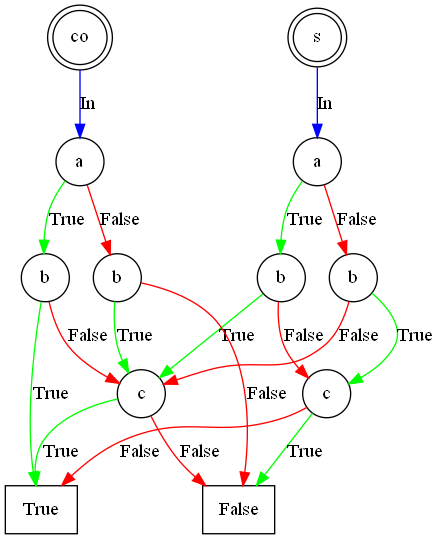 co s
In In
a a
True False True False
b b b b
False True True False False True
c c
True False
True False False True
True False